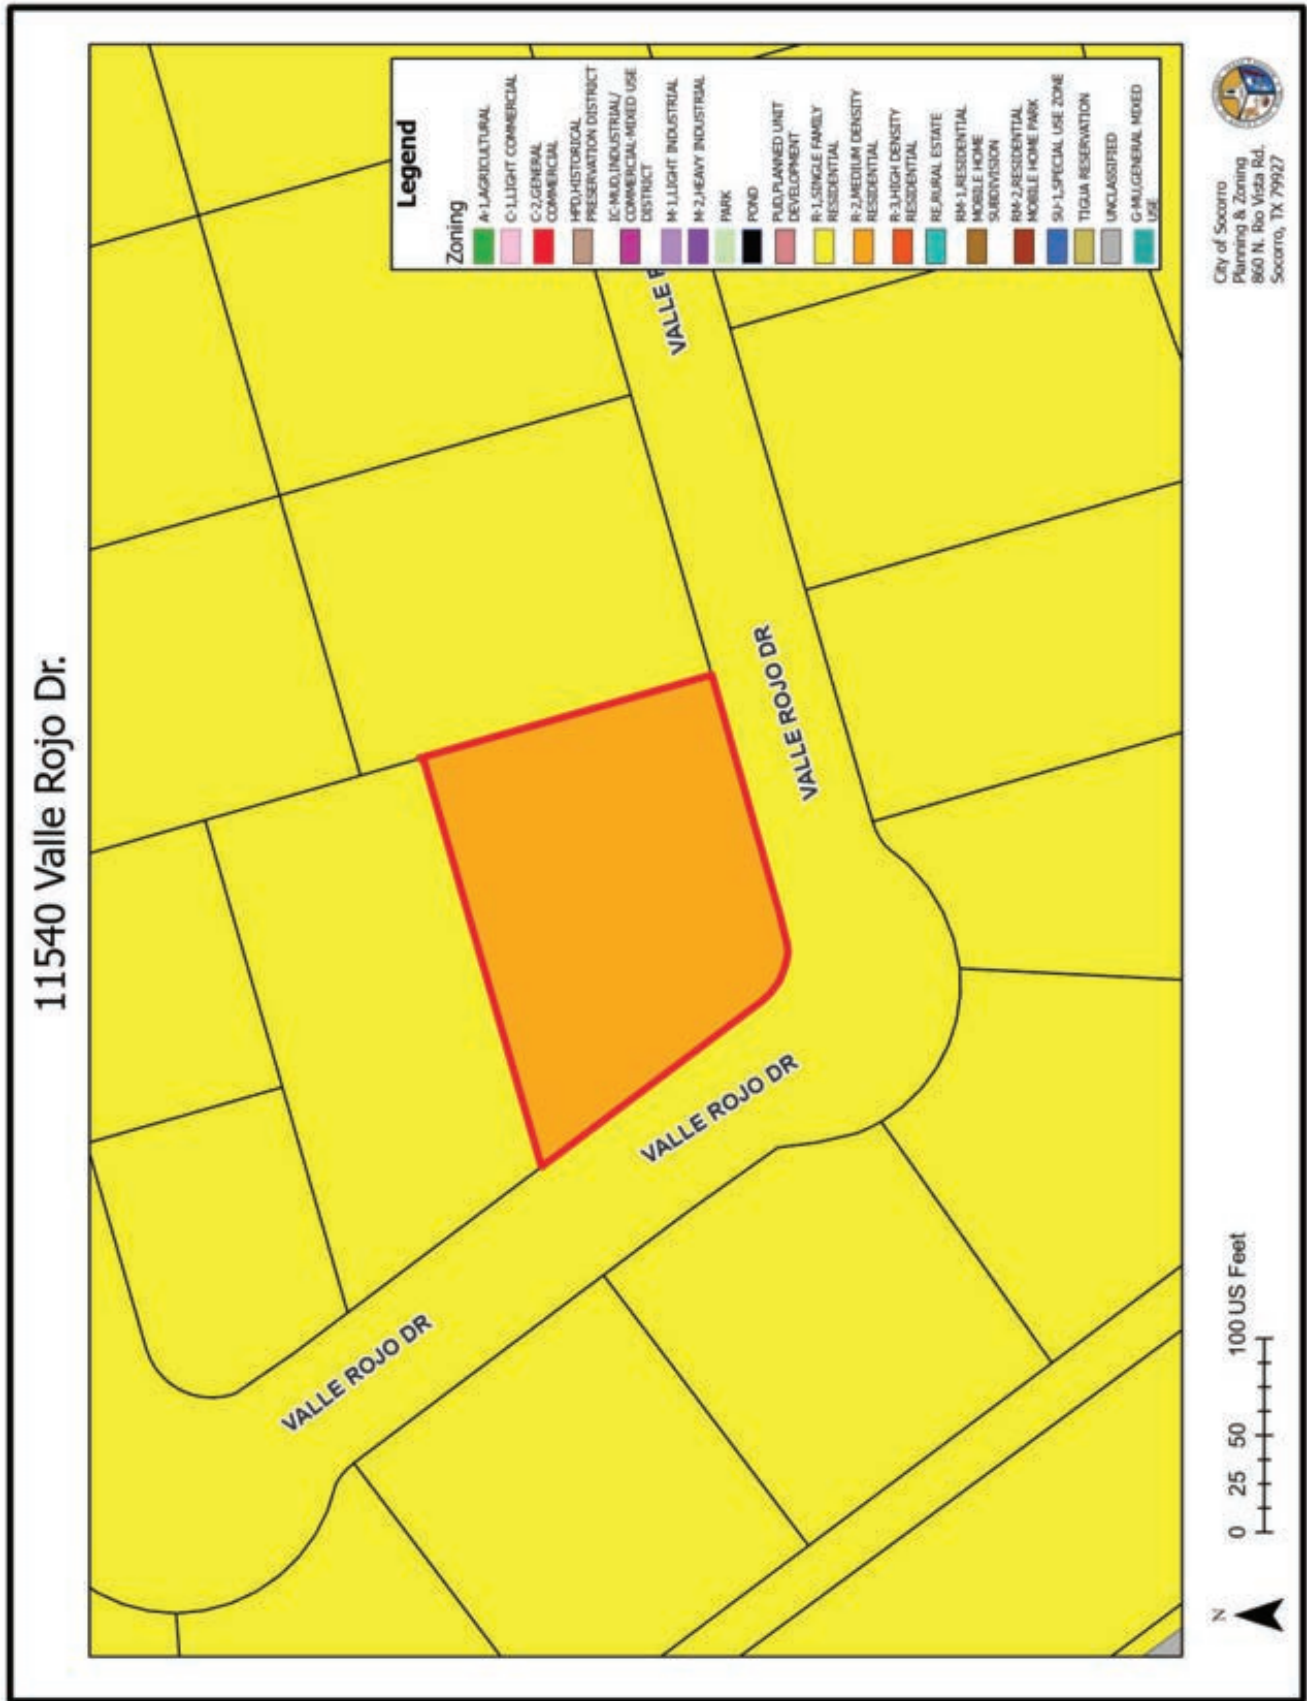 11540 Valle Rojo Dr.
VALLE ROJO DR
VALLE ROJO DR
VALLE ROJO DR
VALLE R
Legend
Zoning
A-1,AGRICULTURAL
C-1,LIGHT COMMERCIAL
C-2,GENERAL
COMMERCIAL
HPD,HISTORICAL
PRESERVATION DISTRICT
IC-MUD,INDUSTRIAL/
COMMERCIAL-MIXED USE
DISTRICT
M-1,LIGHT INDUSTRIAL
M-2,HEAVY INDUSTRIAL
PARK
POND
PUD,PLANNED UNIT
DEVELOPMENT
R-1,SINGLE FAMILY
RESIDENTIAL
R-2,MEDIUM DENSITY
RESIDENTIAL
R-3,HIGH DENSITY
RESIDENTIAL
RE,RURAL ESTATE
RM-1,RESIDENTIAL
MOBILE HOME
SUBDIVISION
RM-2,RESIDENTIAL
MOBILE HOME PARK
SU-1,SPECIAL USE ZONE
TIGUA RESERVATION
UNCLASSIFIED
G-MU,GENERAL MIXED
USE
N
0 25 50 100 US Feet
City of Socorro
Planning & Zoning
860 N. Rio Vista Rd.
Socorro, TX 79927